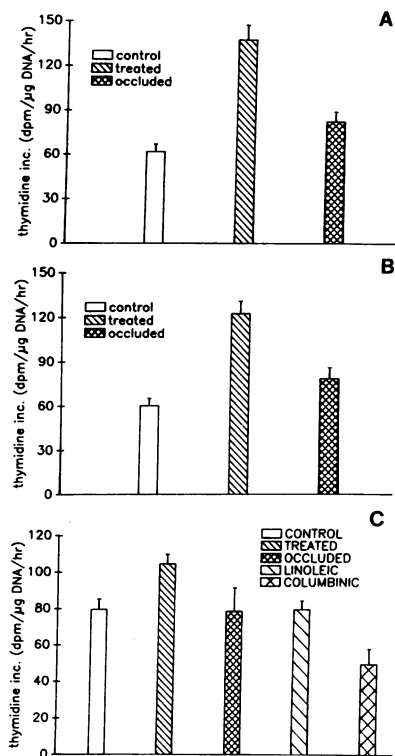 A
150
120
90
60
30
0
thymidine inc. (dpm/µg DNA/hr)
control
treated
occluded
B
150
120
90
60
30
0
thymidine inc. (dpm/µg DNA/hr)
control
treated
occluded
C
120
100
80
60
40
20
0
thymidine inc. (dpm/µg DNA/hr)
CONTROL
TREATED
OCCLUDED
LINOLEIC
COLUMBINIC